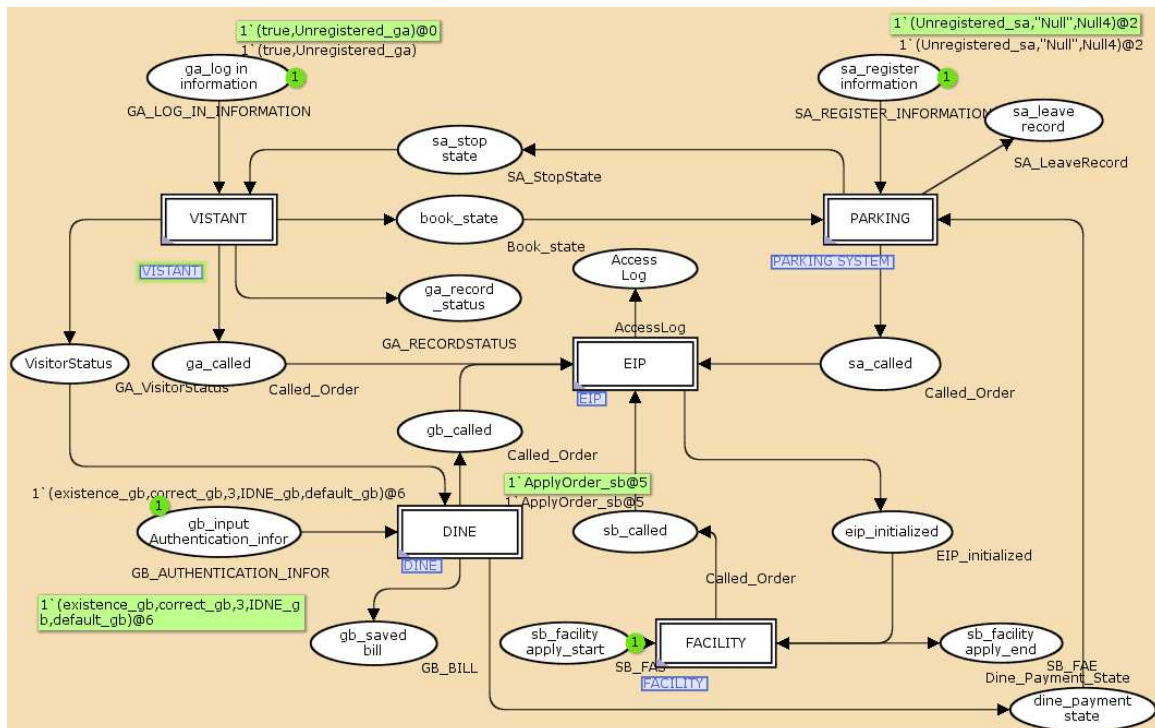 1`(true,Unregistered_ga)@0
1`(true,Unregistered_ga)
ga_log in
information
1
GA_LOG_IN_INFORMATION
1`(Unregistered_sa,"Null",Null4)@2
1`(Unregistered_sa,"Null",Null4)@2
sa_register
information
1
SA_REGISTER_INFORMATION
sa_leave
record
SA_LeaveRecord
sa_stop
state
SA_StopState
VISTANT
VISTANT
book_state
Book_state
PARKING
PARKING SYSTEM
Access
Log
AccessLog
ga_record
_status
GA_RECORDSTATUS
VisitorStatus
GA_VisitorStatus
ga_called
Called_Order
EIP
EIP
sa_called
Called_Order
gb_called
Called_Order
1`ApplyOrder_sb@5
1`ApplyOrder_sb@5
1`(existence_gb,correct_gb,3,IDNE_gb,default_gb)@6
1
gb_input
Authentication_infor
GB_AUTHENTICATION_INFOR
DINE
DINE
sb_called
Called_Order
eip_initialized
EIP_initialized
1`(existence_gb,correct_gb,3,IDNE_g
b,default_gb)@6
gb_saved
bill
GB_BILL
sb_facility
apply_start
1
SB_FAS
FACILITY
FACILITY
sb_facility
apply_end
SB_FAE
Dine_Payment_State
dine_payment
state